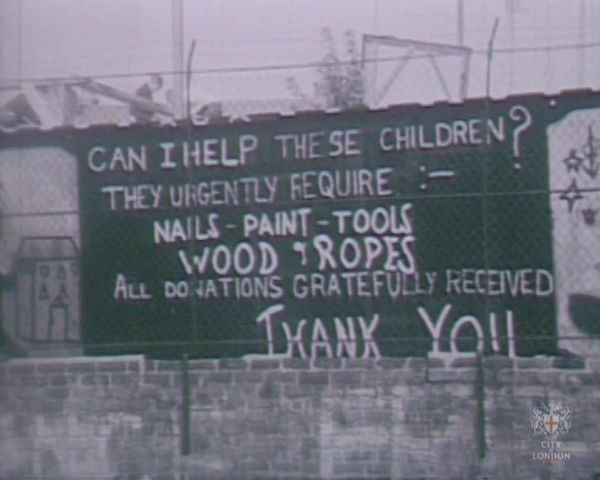 CAN I HELP THESE CHILDREN?
THEY URGENTLY REQUIRE :-
NAILS - PAINT - TOOLS
WOOD & ROPES
ALL DONATIONS GRATEFULLY RECEIVED
THANK YOU
CITY
LONDON